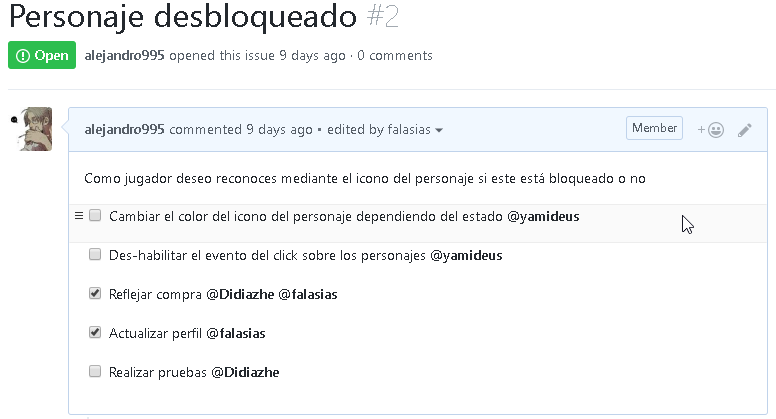 Personaje desbloqueado #2
Open alejandro995 opened this issue 9 days ago · 0 comments
alejandro995 commented 9 days ago • edited by falasias Member
Como jugador deseo reconoces mediante el icono del personaje si este está bloqueado o no
Cambiar el color del icono del personaje dependiendo del estado @yamideus
Des-habilitar el evento del click sobre los personajes @yamideus
Reflejar compra @Didiazhe @falasias
Actualizar perfil @falasias
Realizar pruebas @Didiazhe